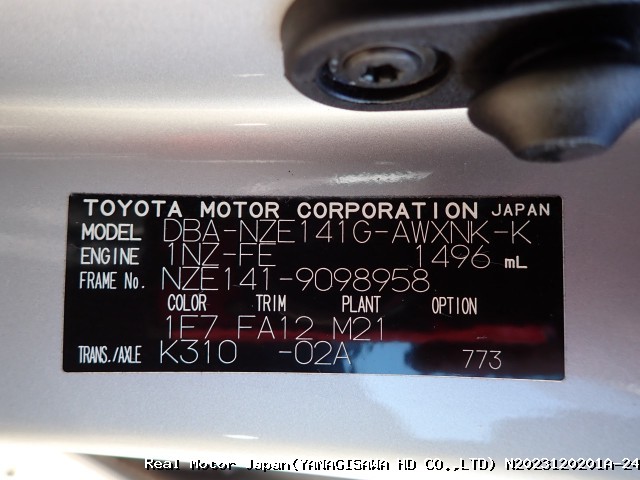 TOYOTA MOTOR CORPORATION JAPAN
MODEL DBA-NZE141G-AWXNK-K
ENGINE 1NZ-FE 1496 mL
FRAME No. NZE141-9098958
COLOR TRIM PLANT OPTION
1E7 FA12 M21
TRANS./AXLE K310 -02A 773
Real Motor Japan(YANAGISAWA HD CO.,LTD) N2023120201A-24